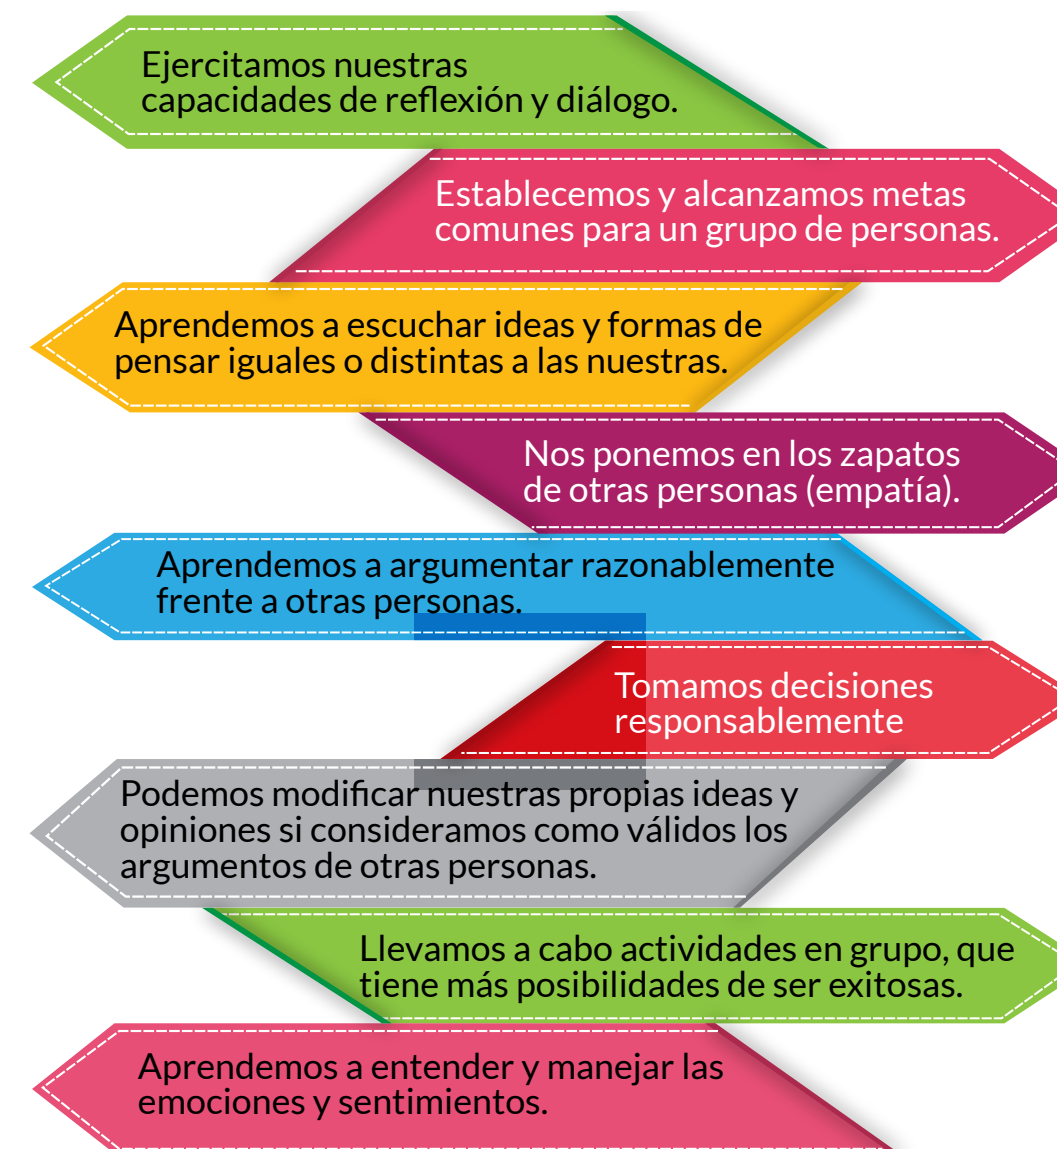 Ejercitamos nuestras
capacidades de reflexión y diálogo.
Establecemos y alcanzamos metas
comunes para un grupo de personas.
Aprendemos a escuchar ideas y formas de
pensar iguales o distintas a las nuestras.
Nos ponemos en los zapatos
de otras personas (empatía).
Aprendemos a argumentar razonablemente
frente a otras personas.
Tomamos decisiones
responsablemente
Podemos modificar nuestras propias ideas y
opiniones si consideramos como válidos los
argumentos de otras personas.
Llevamos a cabo actividades en grupo, que
tiene más posibilidades de ser exitosas.
Aprendemos a entender y manejar las
emociones y sentimientos.